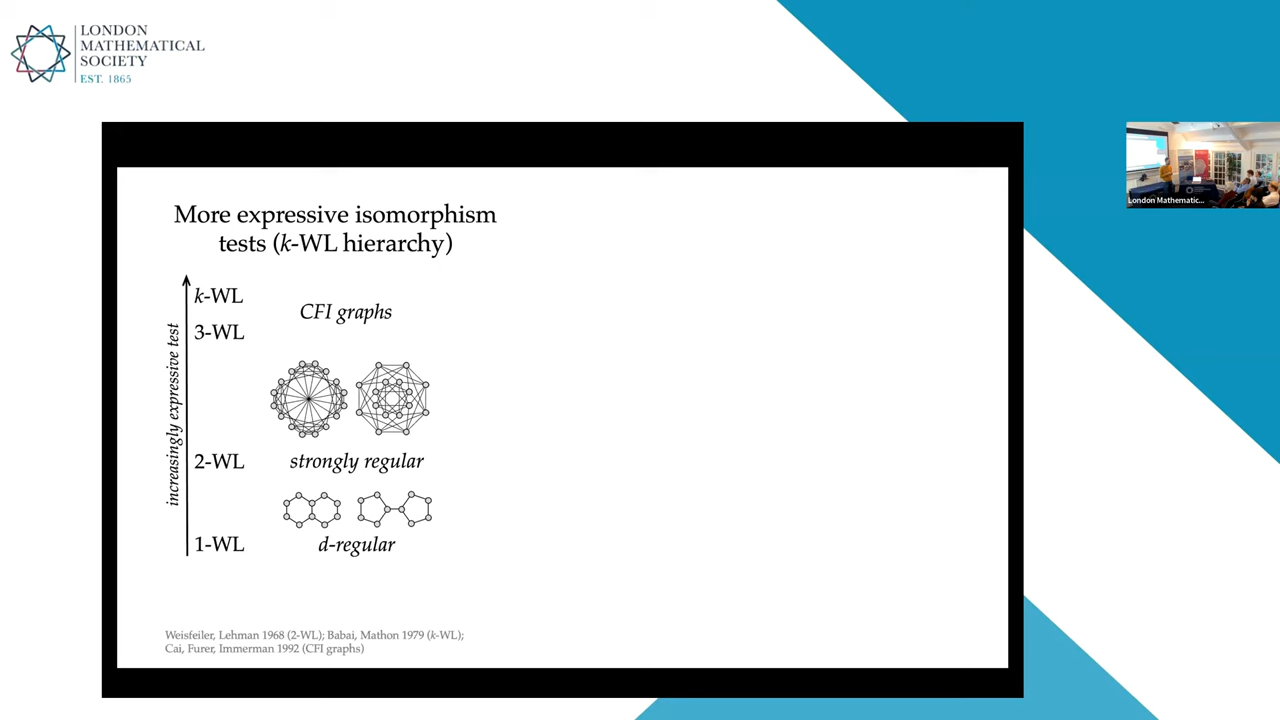 LONDON
MATHEMATICAL
SOCIETY
EST. 1865
London Mathematic...
More expressive isomorphism
tests (k-WL hierarchy)
increasingly expressive test
k-WL
CFI graphs
3-WL
2-WL
strongly regular
1-WL
d-regular
Weisfeiler, Lehman 1968 (2-WL); Babai, Mathon 1979 (k-WL);
Cai, Furer, Immerman 1992 (CFI graphs)